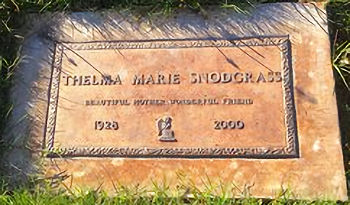 THELMA MARIE SNODGRASS
BEAUTIFUL MOTHER WONDERFUL FRIEND
1928 2000